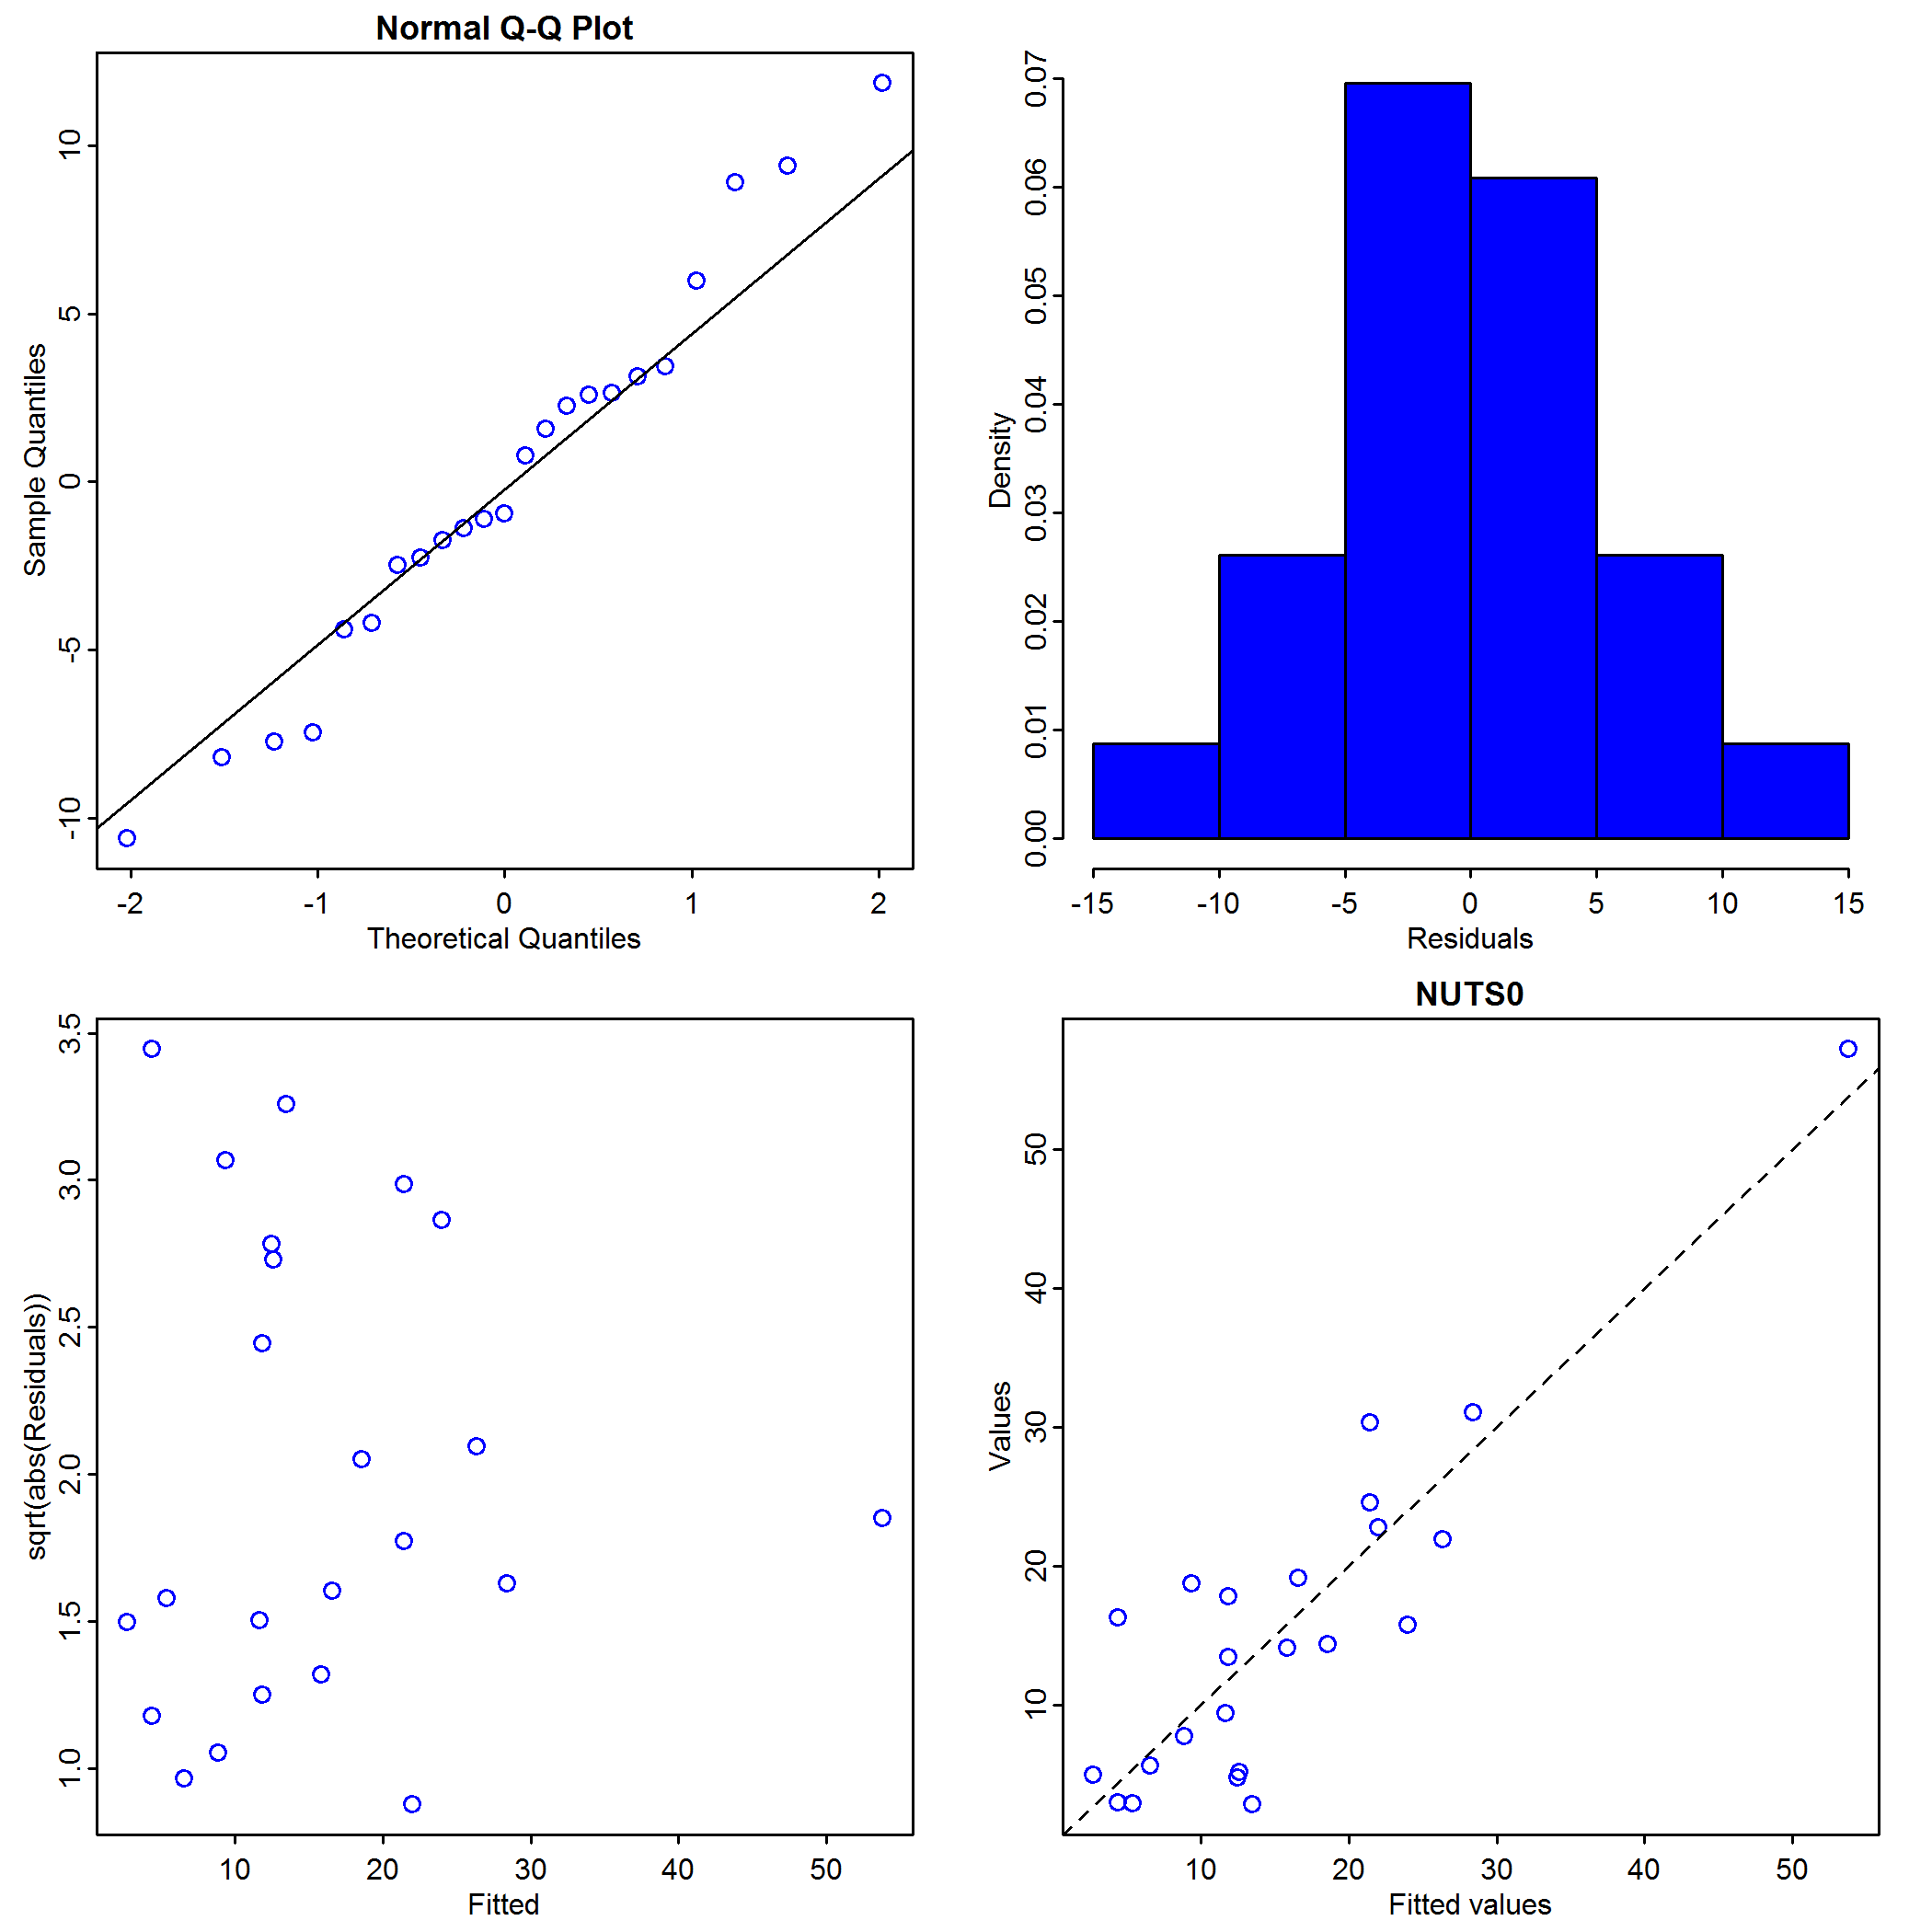 Normal Q-Q Plot
Sample Quantiles
10
5
0
-5
-10
-2 -1 0 1 2
Theoretical Quantiles
Density
0.07
0.06
0.05
0.04
0.03
0.02
0.01
0.00
-15 -10 -5 0 5 10 15
Residuals
sqrt(abs(Residuals))
3.5
3.0
2.5
2.0
1.5
1.0
10 20 30 40 50
Fitted
NUTS0
Values
50
40
30
20
10
10 20 30 40 50
Fitted values